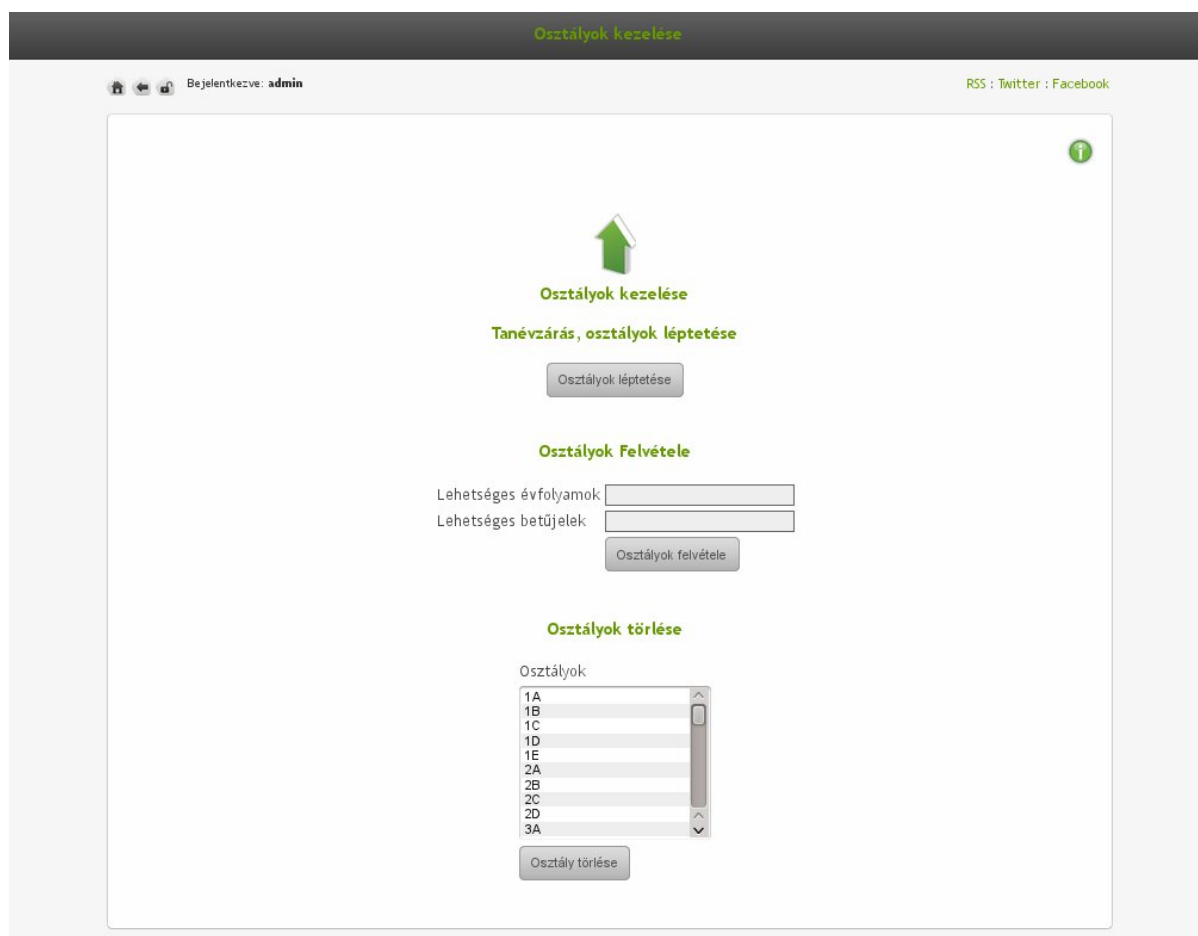 Osztályok kezelése
Bejelentkezve: admin
RSS : Twitter : Facebook
Osztályok kezelése
Tanévzárás, osztályok léptetése
Osztályok léptetése
Osztályok Felvétele
Lehetséges évfolyamok
Lehetséges betűjelek
Osztályok felvétele
Osztályok törlése
Osztályok
1A
1B
1C
1D
1E
2A
2B
2C
2D
3A
Osztály törlése